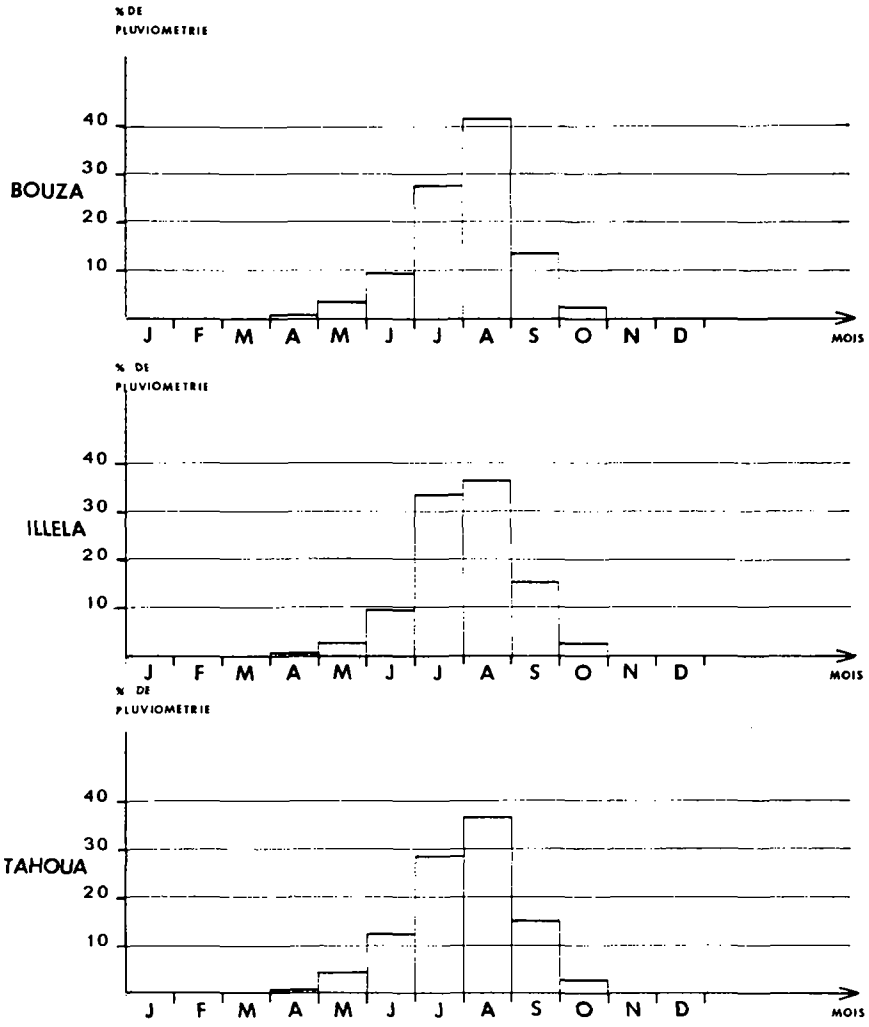 % DE
PLUVIOMETRIE
40
30
BOUZA
20
10
J F M A M J J A S O N D
MOIS
% DE
PLUVIOMETRIE
40
30
ILLELA
20
10
J F M A M J J A S O N D
MOIS
% DE
PLUVIOMETRIE
40
30
TAHOUA
20
10
J F M A M J J A S O N D
MOIS